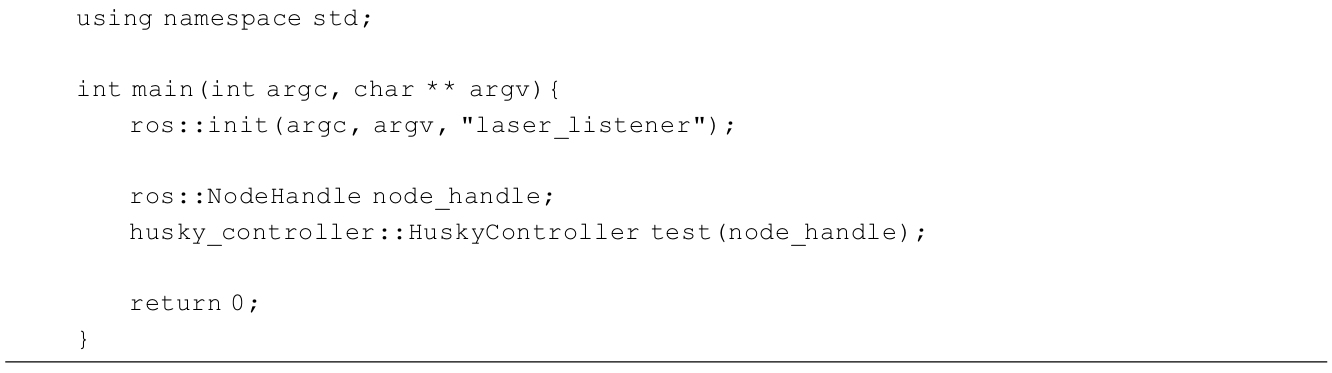 using namespace std;
int main(int argc, char ** argv){
ros::init(argc, argv, "laser_listener");
ros::NodeHandle node_handle;
husky_controller::HuskyController test(node_handle);
return 0;
}